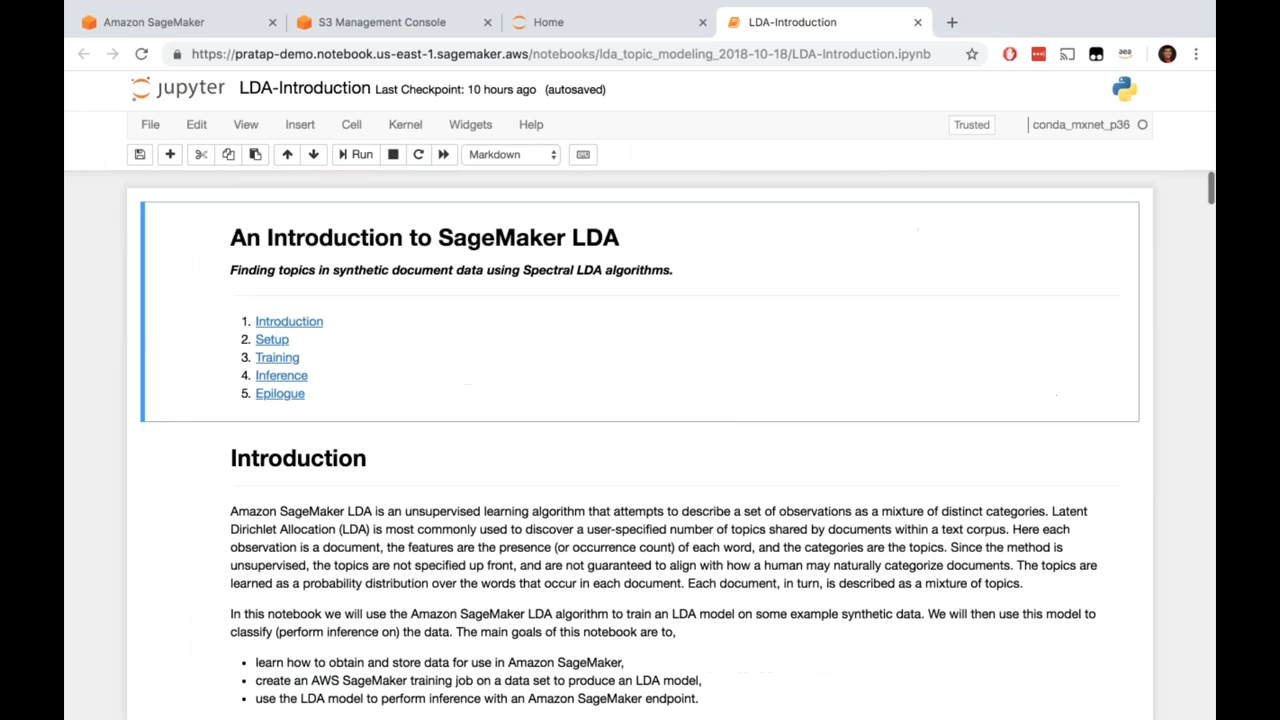 Amazon SageMaker
S3 Management Console
Home
LDA-Introduction
https://pratap-demo.notebook.us-east-1.sagemaker.aws/notebooks/lda_topic_modeling_2018-10-18/LDA-Introduction.ipynb
aea
jupyter LDA-Introduction Last Checkpoint: 10 hours ago (autosaved)
File Edit View Insert Cell Kernel Widgets Help Trusted conda_mxnet_p36
Run Markdown
An Introduction to SageMaker LDA
Finding topics in synthetic document data using Spectral LDA algorithms.
1. Introduction
2. Setup
3. Training
4. Inference
5. Epilogue
Introduction
Amazon SageMaker LDA is an unsupervised learning algorithm that attempts to describe a set of observations as a mixture of distinct categories. Latent
Dirichlet Allocation (LDA) is most commonly used to discover a user-specified number of topics shared by documents within a text corpus. Here each
observation is a document, the features are the presence (or occurrence count) of each word, and the categories are the topics. Since the method is
unsupervised, the topics are not specified up front, and are not guaranteed to align with how a human may naturally categorize documents. The topics are
learned as a probability distribution over the words that occur in each document. Each document, in turn, is described as a mixture of topics.
In this notebook we will use the Amazon SageMaker LDA algorithm to train an LDA model on some example synthetic data. We will then use this model to
classify (perform inference on) the data. The main goals of this notebook are to,
• learn how to obtain and store data for use in Amazon SageMaker,
• create an AWS SageMaker training job on a data set to produce an LDA model,
• use the LDA model to perform inference with an Amazon SageMaker endpoint.